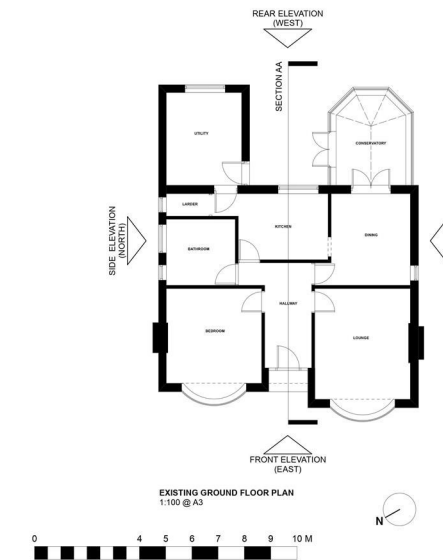 REAR ELEVATION
(WEST)
SECTION AA
UTILITY
CONSERVATORY
LARDER
KITCHEN
DINING
SIDE ELEVATION
(NORTH)
BATHROOM
HALLWAY
BEDROOM
LOUNGE
FRONT ELEVATION
(EAST)
EXISTING GROUND FLOOR PLAN
1:100 @ A3
N
0 4 5 6 7 8 9 10 M